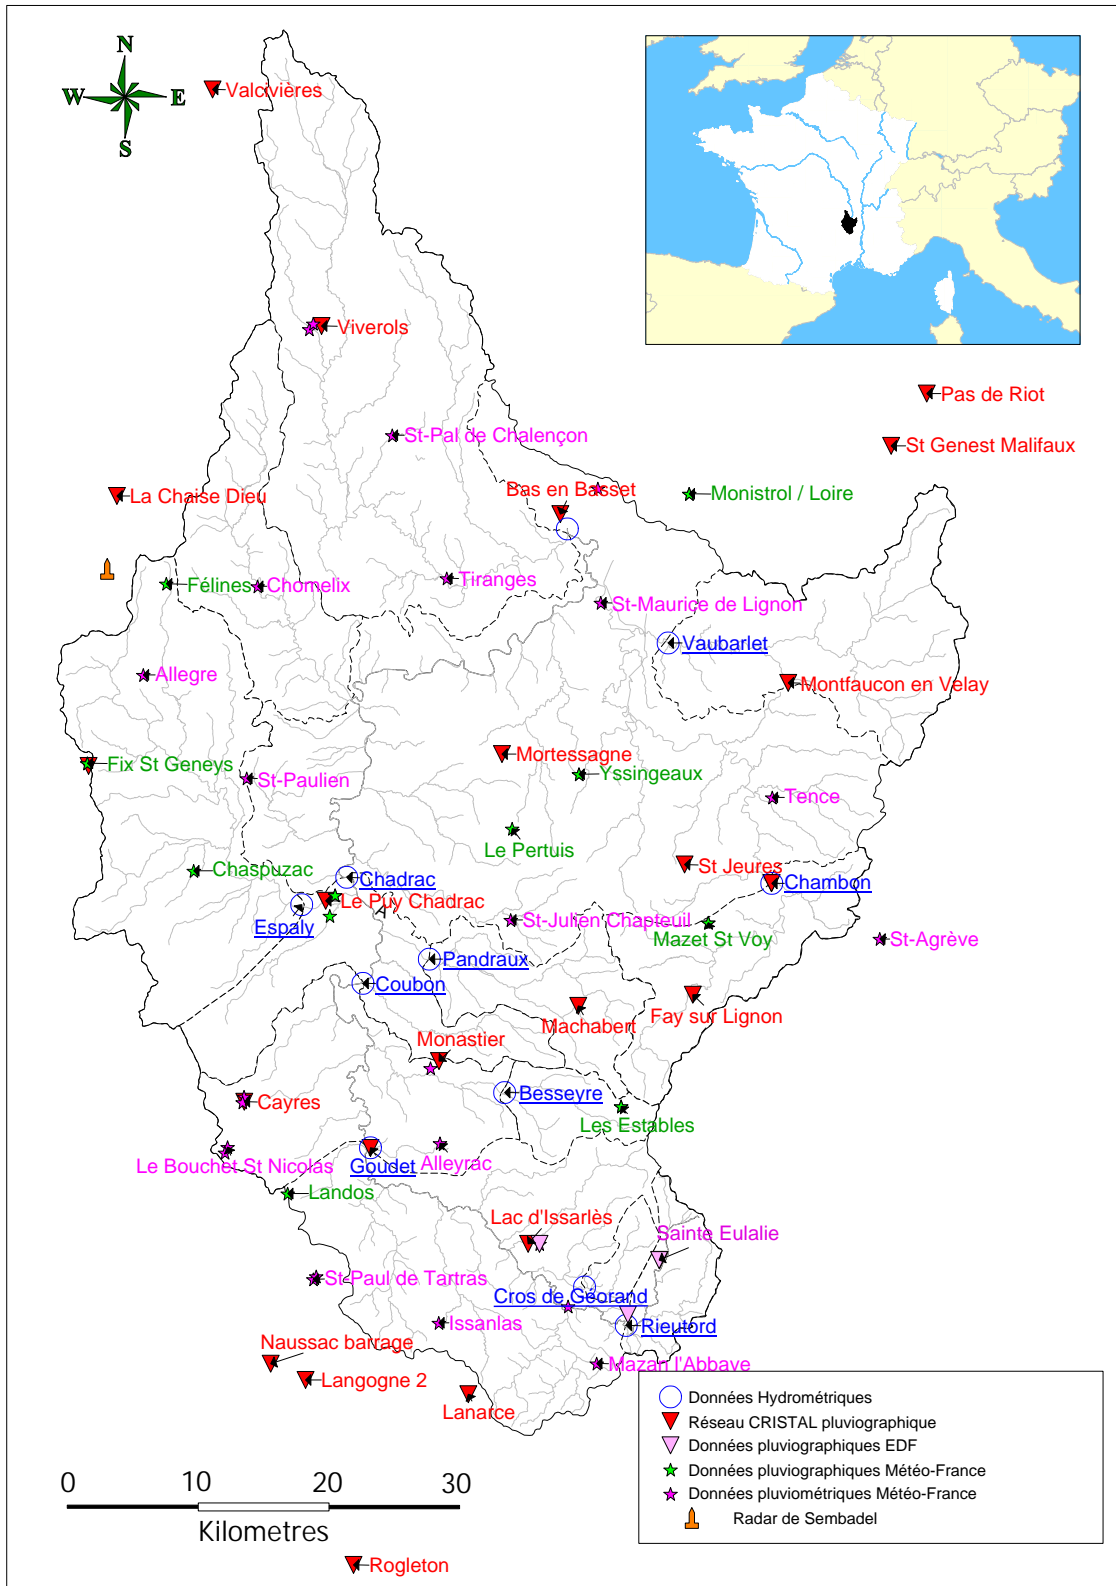 N
W
E
S
Valcivières
Viverols
Pas de Riot
St-Pal de Chalençon
St Genest Malifaux
La Chaise Dieu
Bas en Basset
Monistrol / Loire
Félines
Chomelix
Tiranges
St-Maurice de Lignon
Vaubarlet
Allegre
Montfaucon en Velay
Fix St Geneys
St-Paulien
Mortessagne
Yssingeaux
Tence
Le Pertuis
Chaspuzac
Chadrac
St Jeures
Chambon
Le Puy Chadrac
Espaly
St-Julien Chapteuil
Mazet St Voy
St-Agrève
Pandraux
Coubon
Machabert
Fay sur Lignon
Monastier
Besseyre
Cayres
Les Estables
Le Bouchet St Nicolas
Goudet
Alleyrac
Landos
Lac d'Issarlès
Sainte Eulalie
St-Paul de Tartras
Cros de Géorand
Issanlas
Rieutord
Naussac barrage
Mazan l'Abbaye
Langogne 2
Lanarce
Données Hydrométriques
Réseau CRISTAL pluviographique
Données pluviographiques EDF
Données pluviographiques Météo-France
Données pluviométriques Météo-France
Radar de Sembadel
0 10 20 30
Kilometres
Rogleton